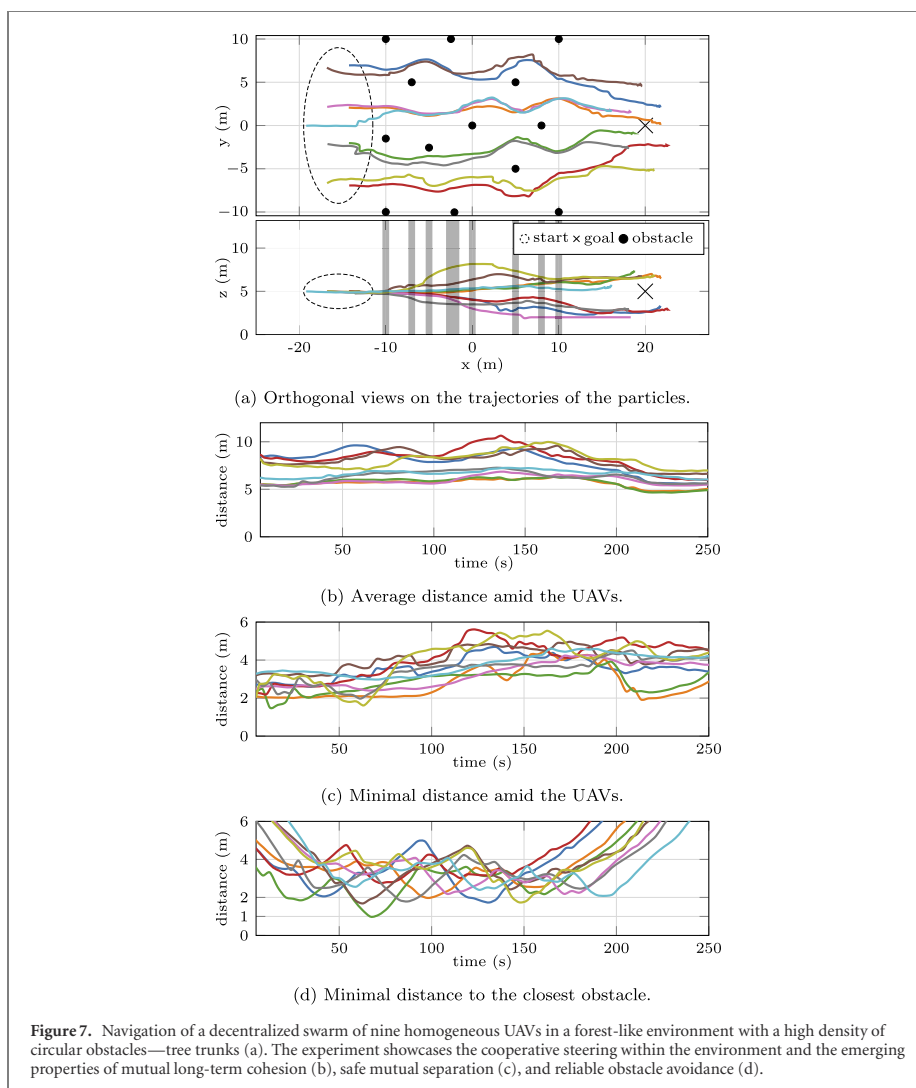 10
5
0
−5
−10
y (m)
start × goal ● obstacle
10
5
0
z (m)
-20 -10 0 10 20
x (m)
(a) Orthogonal views on the trajectories of the particles.
10
5
0
distance (m)
50 100 150 200 250
time (s)
(b) Average distance amid the UAVs.
6
4
2
0
distance (m)
50 100 150 200 250
time (s)
(c) Minimal distance amid the UAVs.
6
4
2
1
0
distance (m)
50 100 150 200 250
time (s)
(d) Minimal distance to the closest obstacle.
Figure 7. Navigation of a decentralized swarm of nine homogeneous UAVs in a forest-like environment with a high density of
circular obstacles—tree trunks (a). The experiment showcases the cooperative steering within the environment and the emerging
properties of mutual long-term cohesion (b), safe mutual separation (c), and reliable obstacle avoidance (d).